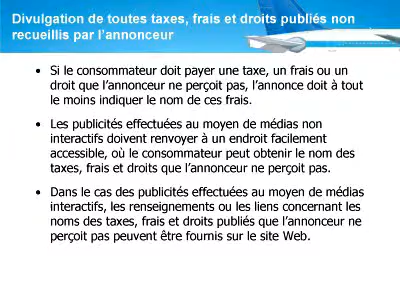 Divulgation de toutes taxes, frais et droits publiés non
recueillis par l'annonceur
• Si le consommateur doit payer une taxe, un frais ou un
droit que l'annonceur ne perçoit pas, l'annonce doit à tout
le moins indiquer le nom de ces frais.
• Les publicités effectuées au moyen de médias non
interactifs doivent renvoyer à un endroit facilement
accessible, où le consommateur peut obtenir le nom des
taxes, frais et droits que l'annonceur ne perçoit pas.
• Dans le cas des publicités effectuées au moyen de médias
interactifs, les renseignements ou les liens concernant les
noms des taxes, frais et droits publiés que l'annonceur ne
perçoit pas peuvent être fournis sur le site Web.